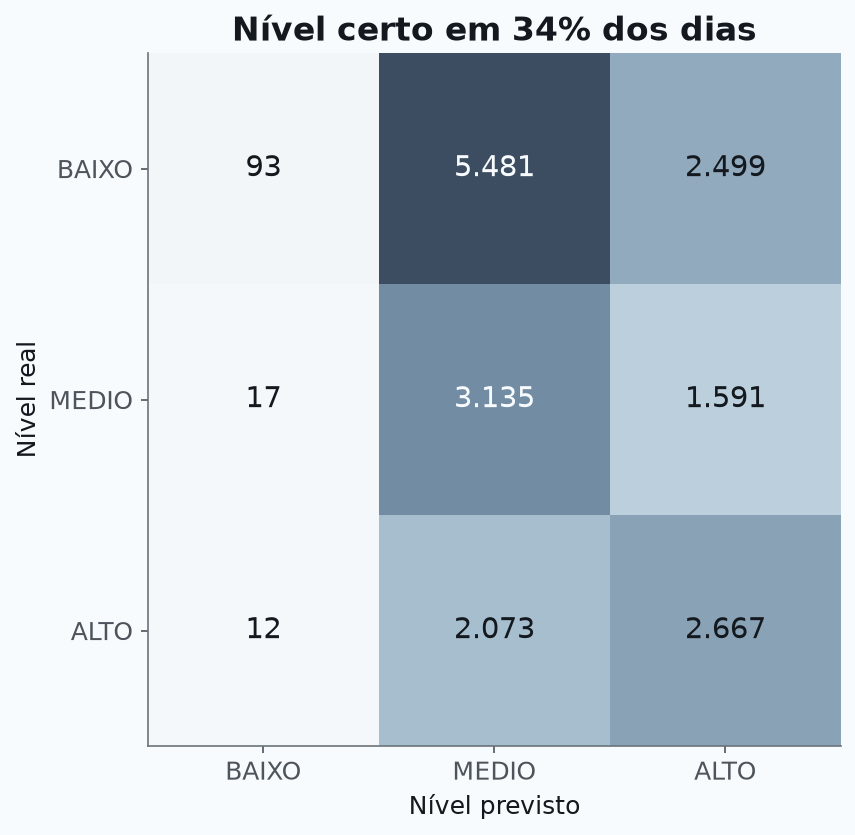 Nível certo em 34% dos dias
Nível real
BAIXO 93 5.481 2.499
MEDIO 17 3.135 1.591
ALTO 12 2.073 2.667
BAIXO MEDIO ALTO
Nível previsto